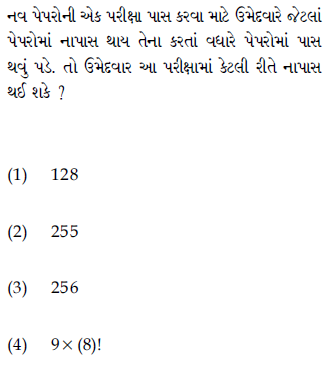 નવ પેપરોની એક પરીક્ષા પાસ કરવા માટે ઉમેદવારે જેટલાં
પેપરોમાં નાપાસ થાય તેના કરતાં વધારે પેપરોમાં પાસ
થવું પડે. તો ઉમેદવાર આ પરીક્ષામાં કેટલી રીતે નાપાસ
થઈ શકે ?
(1) 128
(2) 255
(3) 256
(4) 9 × (8)!